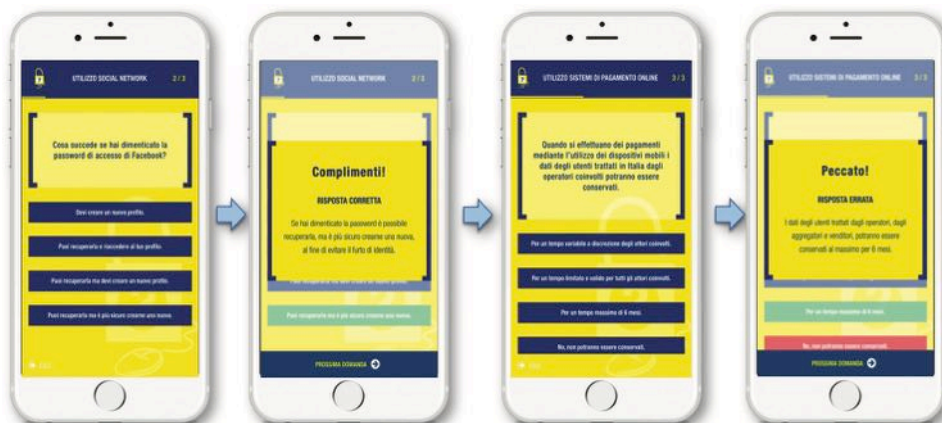 UTILIZZO SOCIAL NETWORK 2/3
Cosa succede se hai dimenticato la
password di accesso di Facebook?
Devi creare un nuovo profilo.
Puoi recuperarla e riaccedere al tuo profilo.
Puoi recuperarla ma devi creare un nuovo profilo.
Puoi recuperarla ma è più sicuro crearne una nuova.
UTILIZZO SOCIAL NETWORK 2/3
Complimenti!
RISPOSTA CORRETTA
Se hai dimenticato la password è possibile
recuperarla, ma è più sicuro crearne una nuova,
al fine di evitare il furto di identità.
Puoi recuperarla ma devi creare un nuovo profilo.
Puoi recuperarla ma è più sicuro crearne una nuova.
PROSSIMA DOMANDA
UTILIZZO SISTEMI DI PAGAMENTO ONLINE 3/3
Quando si effettuano dei pagamenti
mediante l'utilizzo dei dispositivi mobili i
dati degli utenti trattati in Italia dagli
operatori coinvolti potranno essere
conservati.
Per un tempo variabile a discrezione degli attori coinvolti.
Per un tempo limitato e valido per tutti gli attori coinvolti.
Per un tempo massimo di 6 mesi.
No, non potranno essere conservati.
UTILIZZO SISTEMI DI PAGAMENTO ONLINE 3/3
Peccato!
RISPOSTA ERRATA
I dati degli utenti trattati dagli operatori, dagli
aggregatori e venditori, potranno essere
conservati al massimo per 6 mesi.
Per un tempo massimo di 6 mesi.
No, non potranno essere conservati.
PROSSIMA DOMANDA